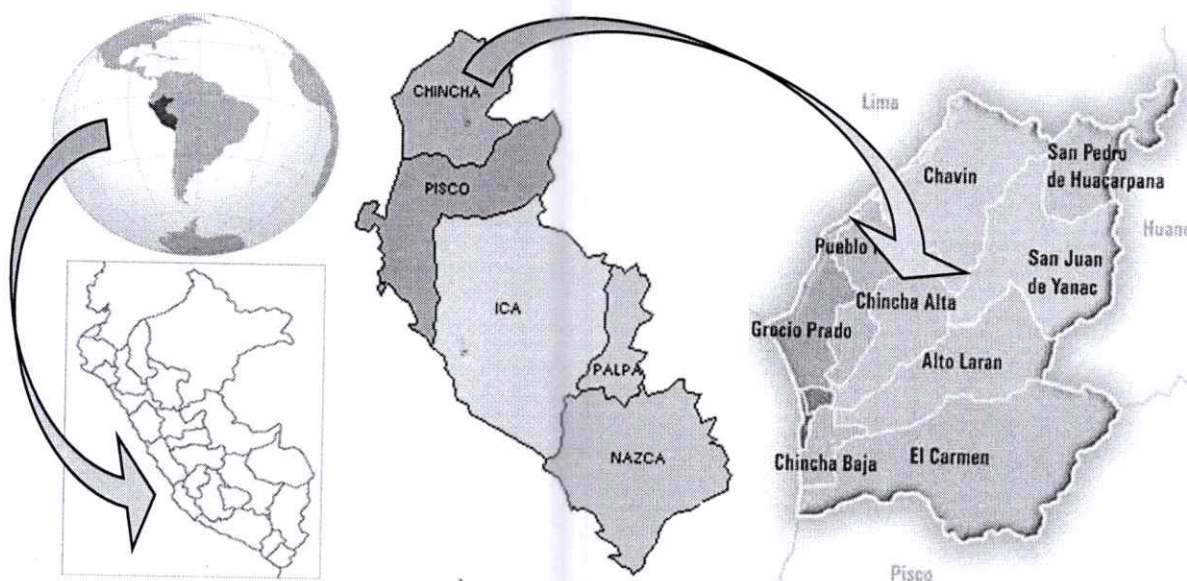 CHINCHA
PISCO
ICA
PALPA
NAZCA
Lima
Chavin
San Pedro
de Huacarpana
Huanc
Pueblo
San Juan
de Yanac
Chincha Alta
Grocio Prado
Alto Laran
Chincha Baja
El Carmen
Pisco